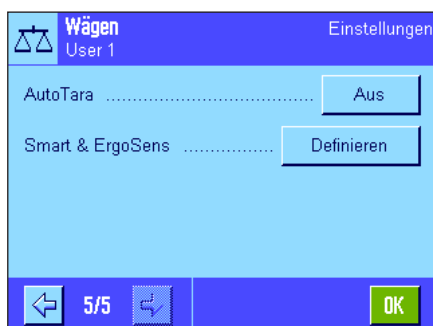 Wägen Einstellungen
User 1
AutoTara ..................................... Aus
Smart & ErgoSens ................ Definieren
5/5 OK